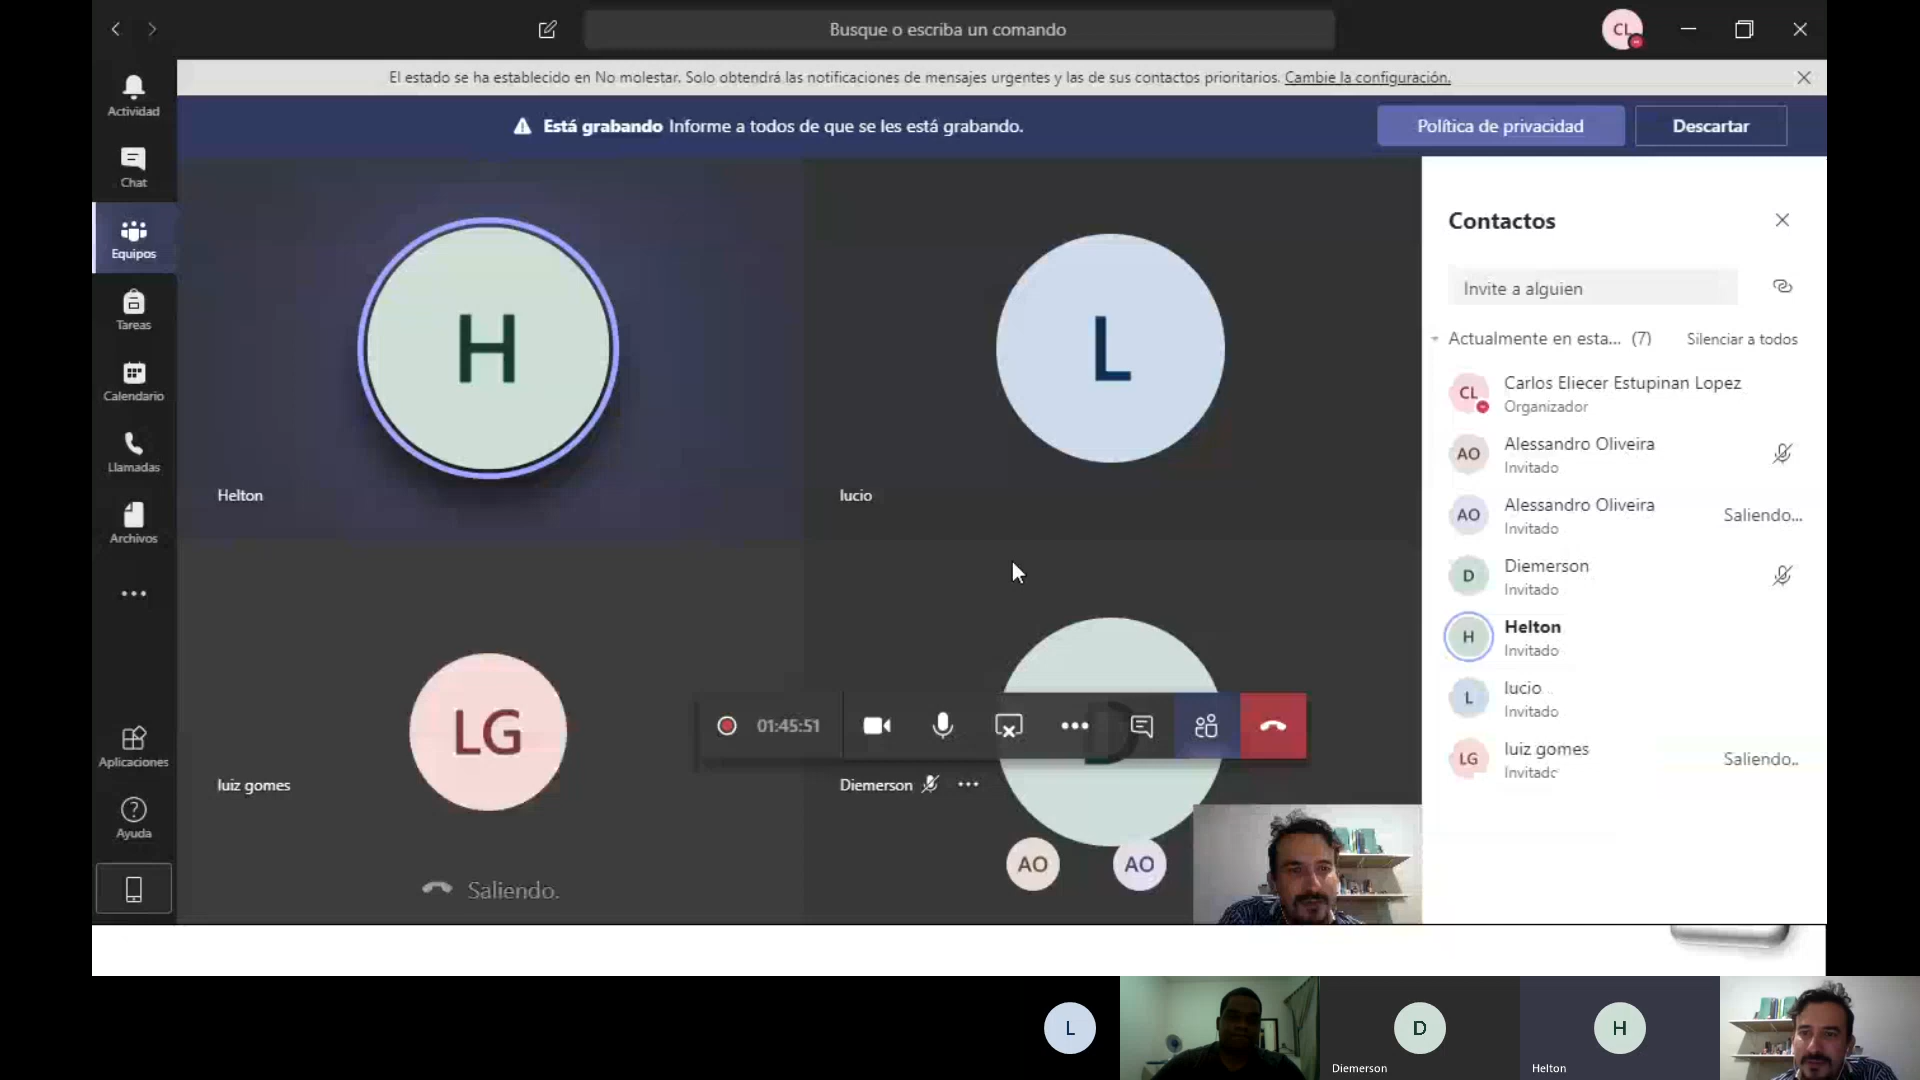 Busque o escriba un comando
CL
El estado se ha establecido en No molestar. Solo obtendrá las notificaciones de mensajes urgentes y las de sus contactos prioritarios. Cambie la configuración.
Está grabando Informe a todos de que se les está grabando.
Política de privacidad
Descartar
Actividad
Chat
Equipos
Tareas
Calendario
Llamadas
Archivos
Aplicaciones
Ayuda
H
Helton
L
lucio
LG
luiz gomes
Saliendo.
D
Diemerson
01:45:51
AO
AO
Contactos
Invite a alguien
Actualmente en esta... (7)
Silenciar a todos
CL
Carlos Eliecer Estupinan Lopez
Organizador
AO
Alessandro Oliveira
Invitado
AO
Alessandro Oliveira
Invitado
Saliendo...
D
Diemerson
Invitado
H
Helton
Invitado
L
lucio
Invitado
LG
luiz gomes
Invitado
Saliendo..
L
D
Diemerson
H
Helton